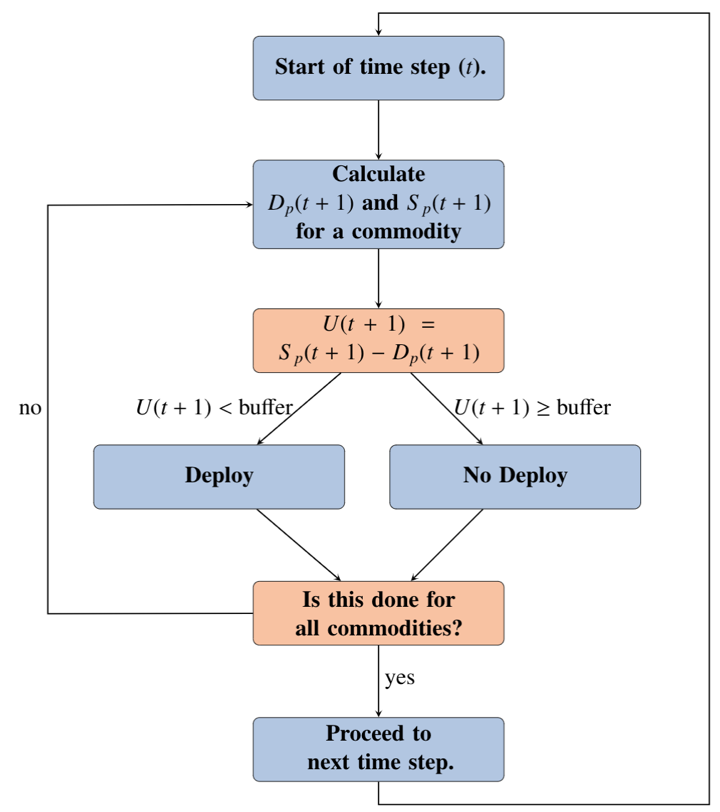 Start of time step (t).
Calculate
D_p(t + 1) and S_p(t + 1)
for a commodity
U(t + 1) =
S_p(t + 1) − D_p(t + 1)
no
U(t + 1) < buffer
U(t + 1) ≥ buffer
Deploy
No Deploy
Is this done for
all commodities?
yes
Proceed to
next time step.